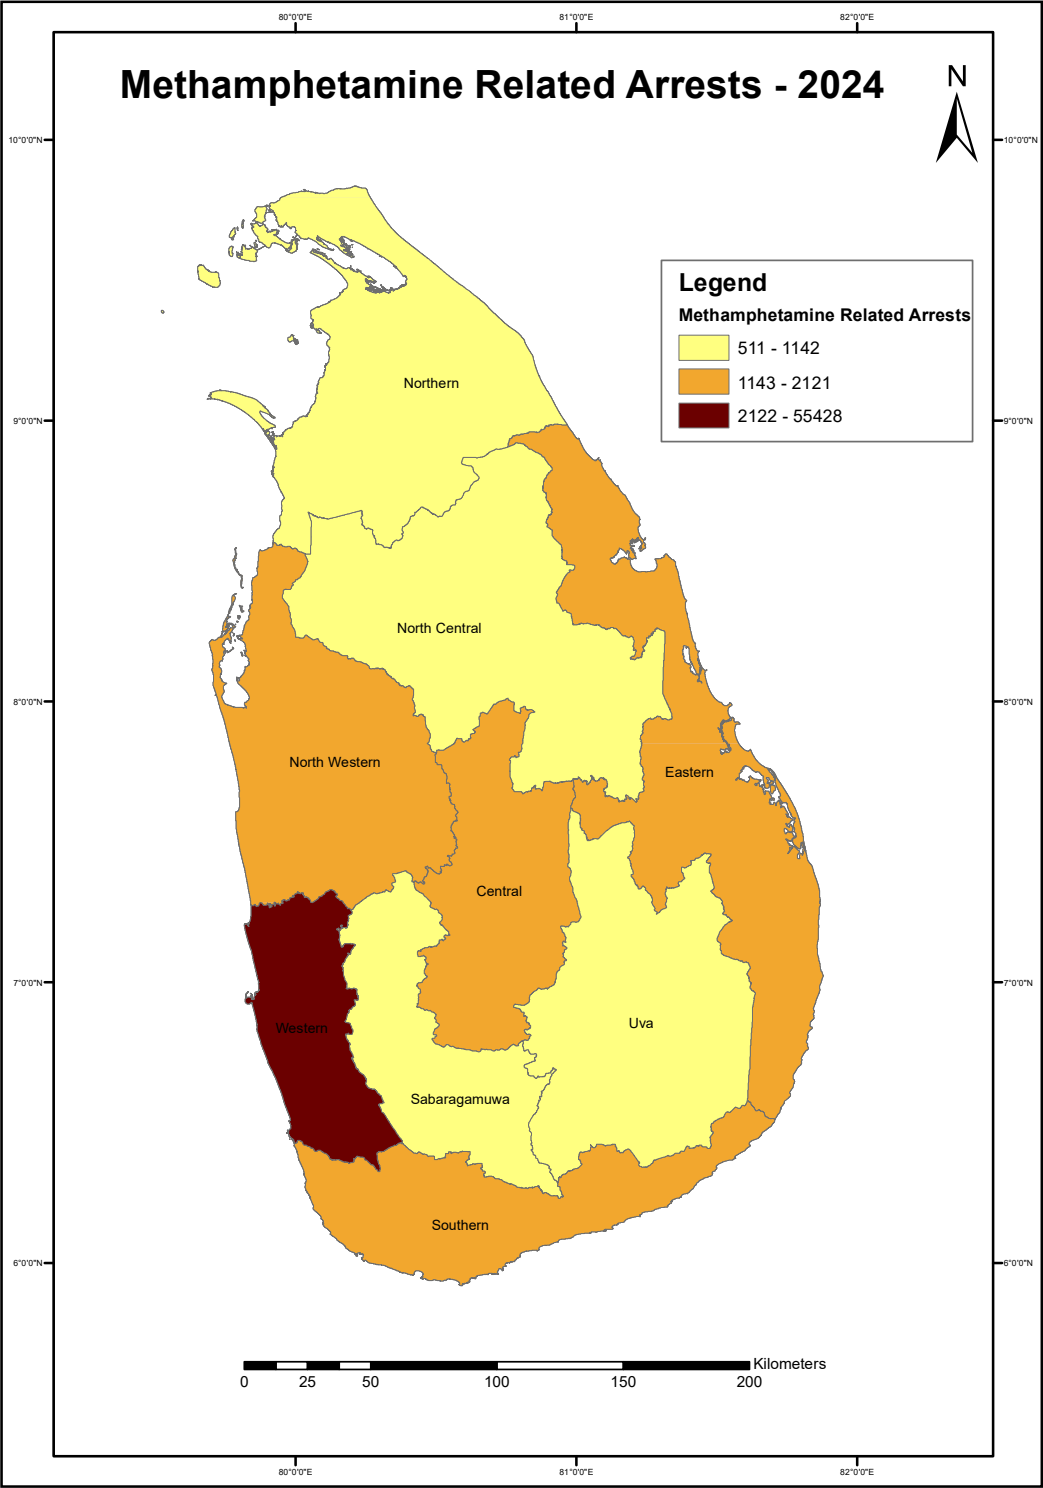 80°0'0"E 81°0'0"E 82°0'0"E
Methamphetamine Related Arrests - 2024
N
10°0'0"N 10°0'0"N
Legend
Methamphetamine Related Arrests
511 - 1142
1143 - 2121
2122 - 55428
Northern
9°0'0"N 9°0'0"N
North Central
8°0'0"N 8°0'0"N
North Western
Eastern
Central
7°0'0"N 7°0'0"N
Western
Uva
Sabaragamuwa
Southern
6°0'0"N 6°0'0"N
Kilometers
0 25 50 100 150 200
80°0'0"E 81°0'0"E 82°0'0"E